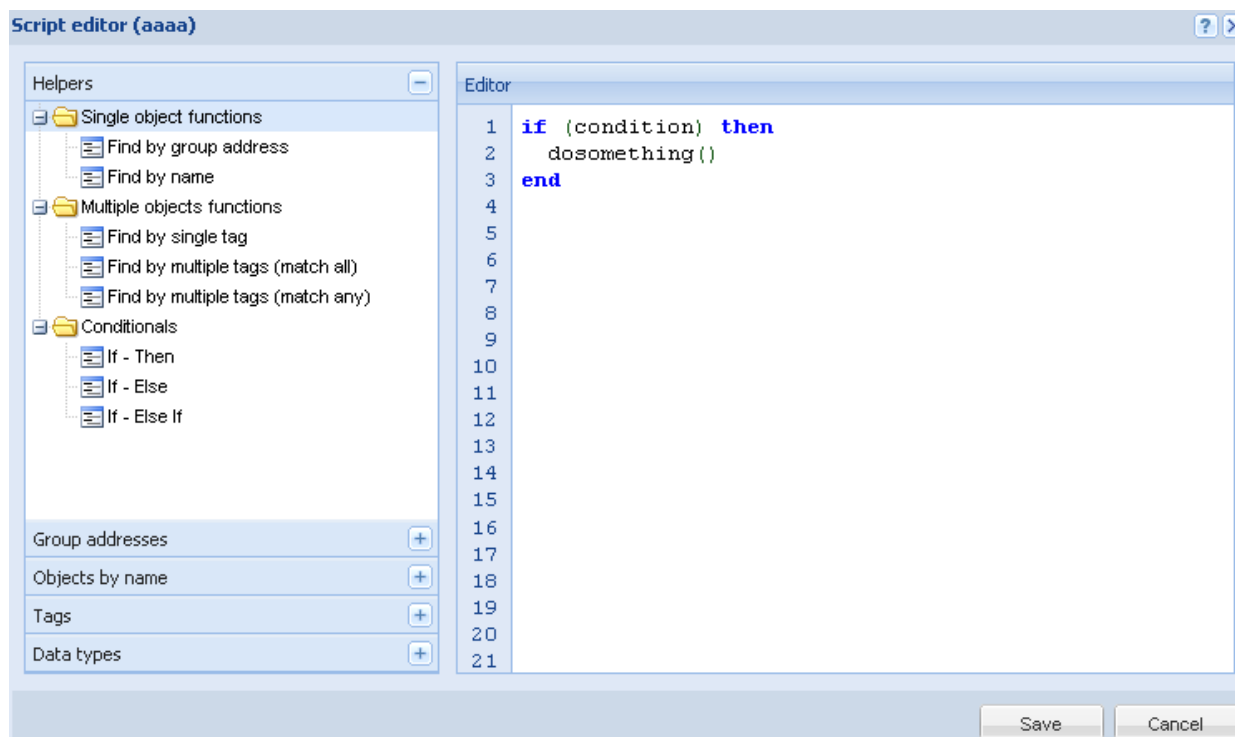 Script editor (aaaa)
?
Helpers
Single object functions
Find by group address
Find by name
Multiple objects functions
Find by single tag
Find by multiple tags (match all)
Find by multiple tags (match any)
Conditionals
If - Then
If - Else
If - Else If
Group addresses
Objects by name
Tags
Data types
Editor
1 if (condition) then
2 dosomething()
3 end
4
5
6
7
8
9
10
11
12
13
14
15
16
17
18
19
20
21
Save Cancel